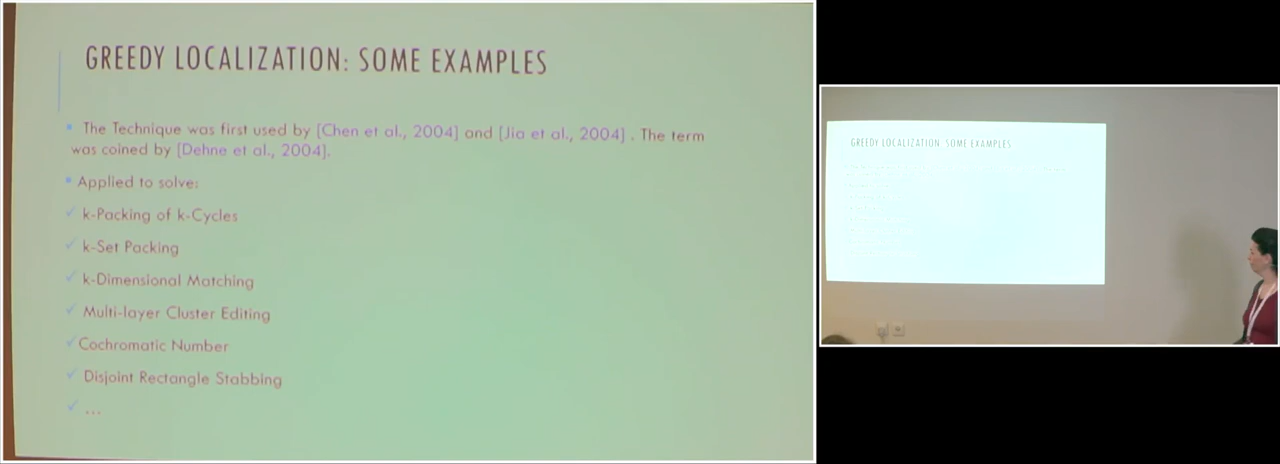 GREEDY LOCALIZATION: SOME EXAMPLES
The Technique was first used by [Chen et al., 2004] and [Jia et al., 2004] . The term
was coined by [Dehne et al., 2004].
Applied to solve:
k-Packing of k-Cycles
k-Set Packing
k-Dimensional Matching
Multi-layer Cluster Editing
Cochromatic Number
Disjoint Rectangle Stabbing
...
GREEDY LOCALIZATION: SOME EXAMPLES